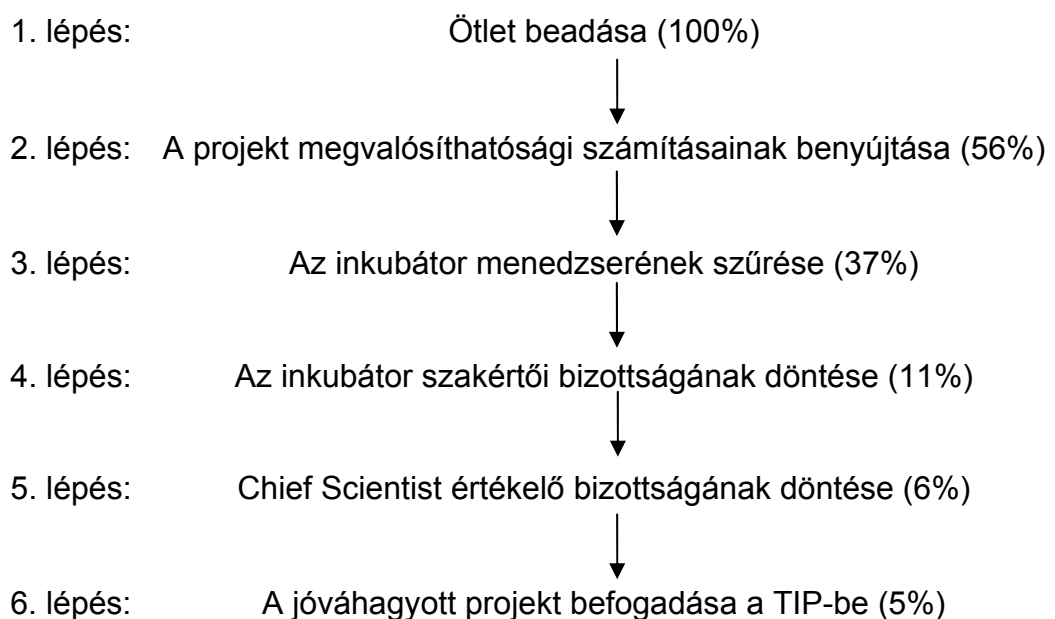 1. lépés: Ötlet beadása (100%)
2. lépés: A projekt megvalósíthatósági számításainak benyújtása (56%)
3. lépés: Az inkubátor menedzserének szűrése (37%)
4. lépés: Az inkubátor szakértői bizottságának döntése (11%)
5. lépés: Chief Scientist értékelő bizottságának döntése (6%)
6. lépés: A jóváhagyott projekt befogadása a TIP-be (5%)